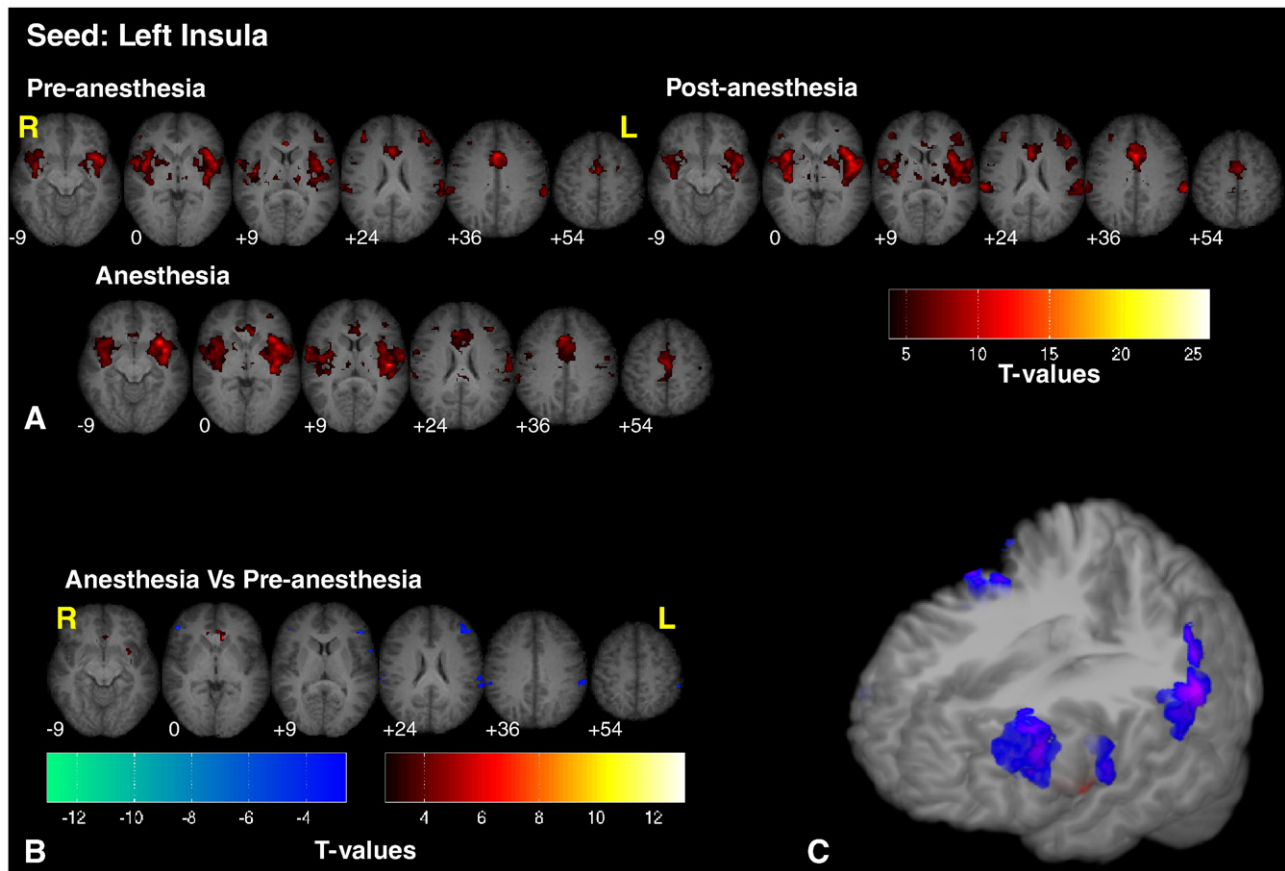 Seed: Left Insula
Pre-anesthesia
Post-anesthesia
R
L
-9 0 +9 +24 +36 +54
-9 0 +9 +24 +36 +54
Anesthesia
5 10 15 20 25
T-values
A
-9 0 +9 +24 +36 +54
Anesthesia Vs Pre-anesthesia
R
L
-9 0 +9 +24 +36 +54
-12 -10 -8 -6 -4
4 6 8 10 12
B
T-values
C